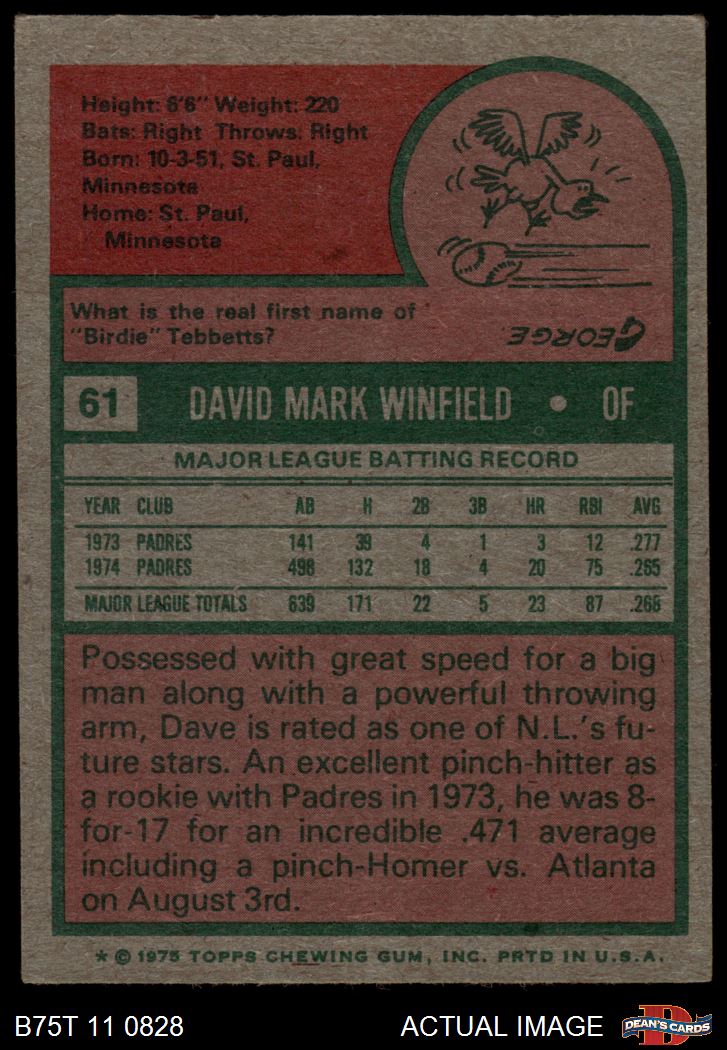 Height: 6'6" Weight: 220
Bats: Right Throws: Right
Born: 10-3-51, St. Paul,
Minnesota
Home: St. Paul,
Minnesota
What is the real first name of
"Birdie" Tebbetts?
GEORGE.
61 DAVID MARK WINFIELD • OF
MAJOR LEAGUE BATTING RECORD
YEAR CLUB AB H 2B 3B HR RBI AVG
1973 PADRES 141 39 4 1 3 12 .277
1974 PADRES 498 132 18 4 20 75 .265
MAJOR LEAGUE TOTALS 639 171 22 5 23 87 .268
Possessed with great speed for a big
man along with a powerful throwing
arm, Dave is rated as one of N.L.'s fu-
ture stars. An excellent pinch-hitter as
a rookie with Padres in 1973, he was 8-
for-17 for an incredible .471 average
including a pinch-Homer vs. Atlanta
on August 3rd.
* © 1975 TOPPS CHEWING GUM, INC. PRTD IN U.S.A.
B75T 11 0828 ACTUAL IMAGE D DEAN'S CARDS